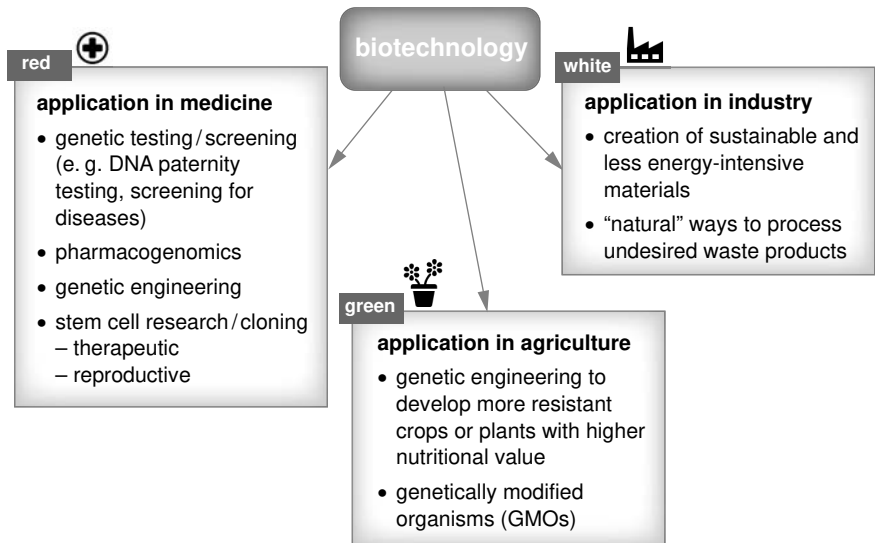 biotechnology
red
application in medicine
• genetic testing/screening
(e. g. DNA paternity
testing, screening for
diseases)
• pharmacogenomics
• genetic engineering
• stem cell research/cloning
– therapeutic
– reproductive
white
application in industry
• creation of sustainable and
less energy-intensive
materials
• “natural” ways to process
undesired waste products
green
application in agriculture
• genetic engineering to
develop more resistant
crops or plants with higher
nutritional value
• genetically modified
organisms (GMOs)